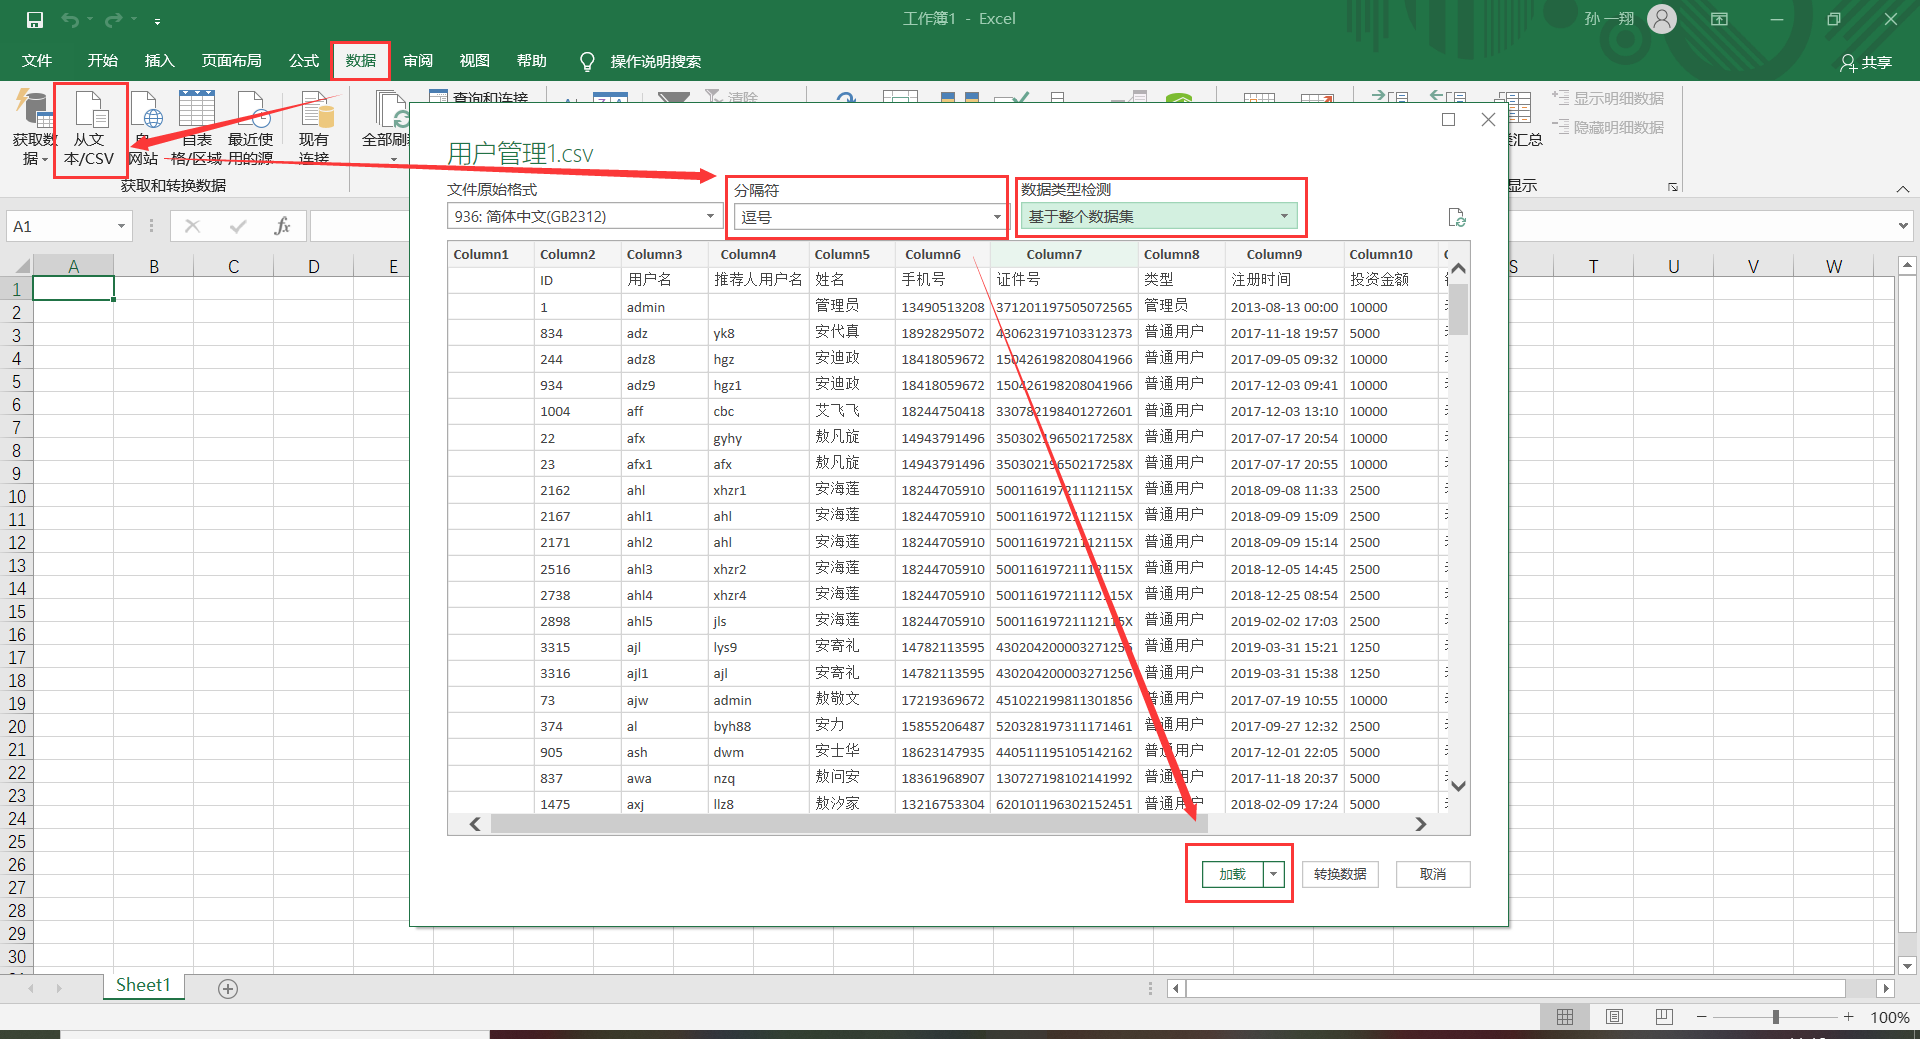 工作簿1 - Excel
孙 一翔
文件 开始 插入 页面布局 公式 数据 审阅 视图 帮助 操作说明搜索
共享
获取数据
从文本/CSV
自网站
自表格/区域
最近使用的源
现有连接
全部刷
查询和连接
清除
类汇总
显示明细数据
隐藏明细数据
获取和转换数据
显示
A1
fx
A B C D E S T U V W
1
2
3
4
5
6
7
8
9
10
11
12
13
14
15
16
17
18
19
20
21
22
23
24
25
26
27
28
29
30
用户管理1.csv
文件原始格式 分隔符 数据类型检测
936: 简体中文(GB2312) 逗号 基于整个数据集
Column1 Column2 Column3 Column4 Column5 Column6 Column7 Column8 Column9 Column10
ID 用户名 推荐人用户名 姓名 手机号 证件号 类型 注册时间 投资金额
1 admin 管理员 13490513208 371201197505072565 管理员 2013-08-13 00:00 10000
834 adz yk8 安代真 18928295072 430623197103312373 普通用户 2017-11-18 19:57 5000
244 adz8 hgz 安迪政 18418059672 150426198208041966 普通用户 2017-09-05 09:32 10000
934 adz9 hgz1 安迪政 18418059672 150426198208041966 普通用户 2017-12-03 09:41 10000
1004 aff cbc 艾飞飞 18244750418 330782198401272601 普通用户 2017-12-03 13:10 10000
22 afx gyhy 敖凡旋 14943791496 35030219650217258X 普通用户 2017-07-17 20:54 10000
23 afx1 afx 敖凡旋 14943791496 35030219650217258X 普通用户 2017-07-17 20:55 10000
2162 ahl xhzr1 安海莲 18244705910 50011619721112115X 普通用户 2018-09-08 11:33 2500
2167 ahl1 ahl 安海莲 18244705910 50011619721112115X 普通用户 2018-09-09 15:09 2500
2171 ahl2 ahl 安海莲 18244705910 50011619721112115X 普通用户 2018-09-09 15:14 2500
2516 ahl3 xhzr2 安海莲 18244705910 50011619721112115X 普通用户 2018-12-05 14:45 2500
2738 ahl4 xhzr4 安海莲 18244705910 50011619721112115X 普通用户 2018-12-25 08:54 2500
2898 ahl5 jls 安海莲 18244705910 50011619721112115X 普通用户 2019-02-02 17:03 2500
3315 ajl lys9 安寄礼 14782113595 430204200003271256 普通用户 2019-03-31 15:21 1250
3316 ajl1 ajl 安寄礼 14782113595 430204200003271256 普通用户 2019-03-31 15:38 1250
73 ajw admin 敖敬文 17219369672 451022199811301856 普通用户 2017-07-19 10:55 10000
374 al byh88 安力 15855206487 520328197311171461 普通用户 2017-09-27 12:32 2500
905 ash dwm 安士华 18623147935 440511195105142162 普通用户 2017-12-01 22:05 5000
837 awa nzq 敖问安 18361968907 130727198102141992 普通用户 2017-11-18 20:37 5000
1475 axj llz8 敖汐家 13216753304 620101196302152451 普通用户 2018-02-09 17:24 5000
加载 转换数据 取消
Sheet1
100%